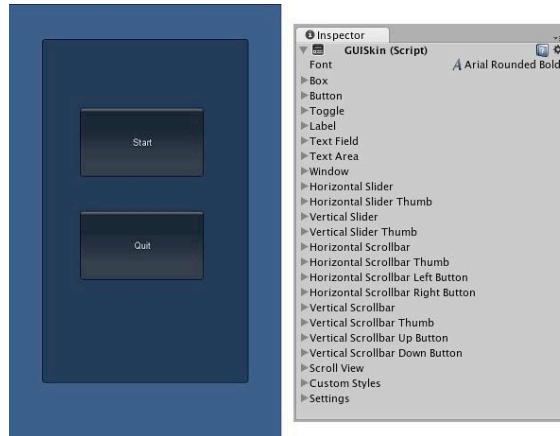 Start
Quit
Inspector
GUISkin (Script)
Font Arial Rounded Bold
Box
Button
Toggle
Label
Text Field
Text Area
Window
Horizontal Slider
Horizontal Slider Thumb
Vertical Slider
Vertical Slider Thumb
Horizontal Scrollbar
Horizontal Scrollbar Thumb
Horizontal Scrollbar Left Button
Horizontal Scrollbar Right Button
Vertical Scrollbar
Vertical Scrollbar Thumb
Vertical Scrollbar Up Button
Vertical Scrollbar Down Button
Scroll View
Custom Styles
Settings